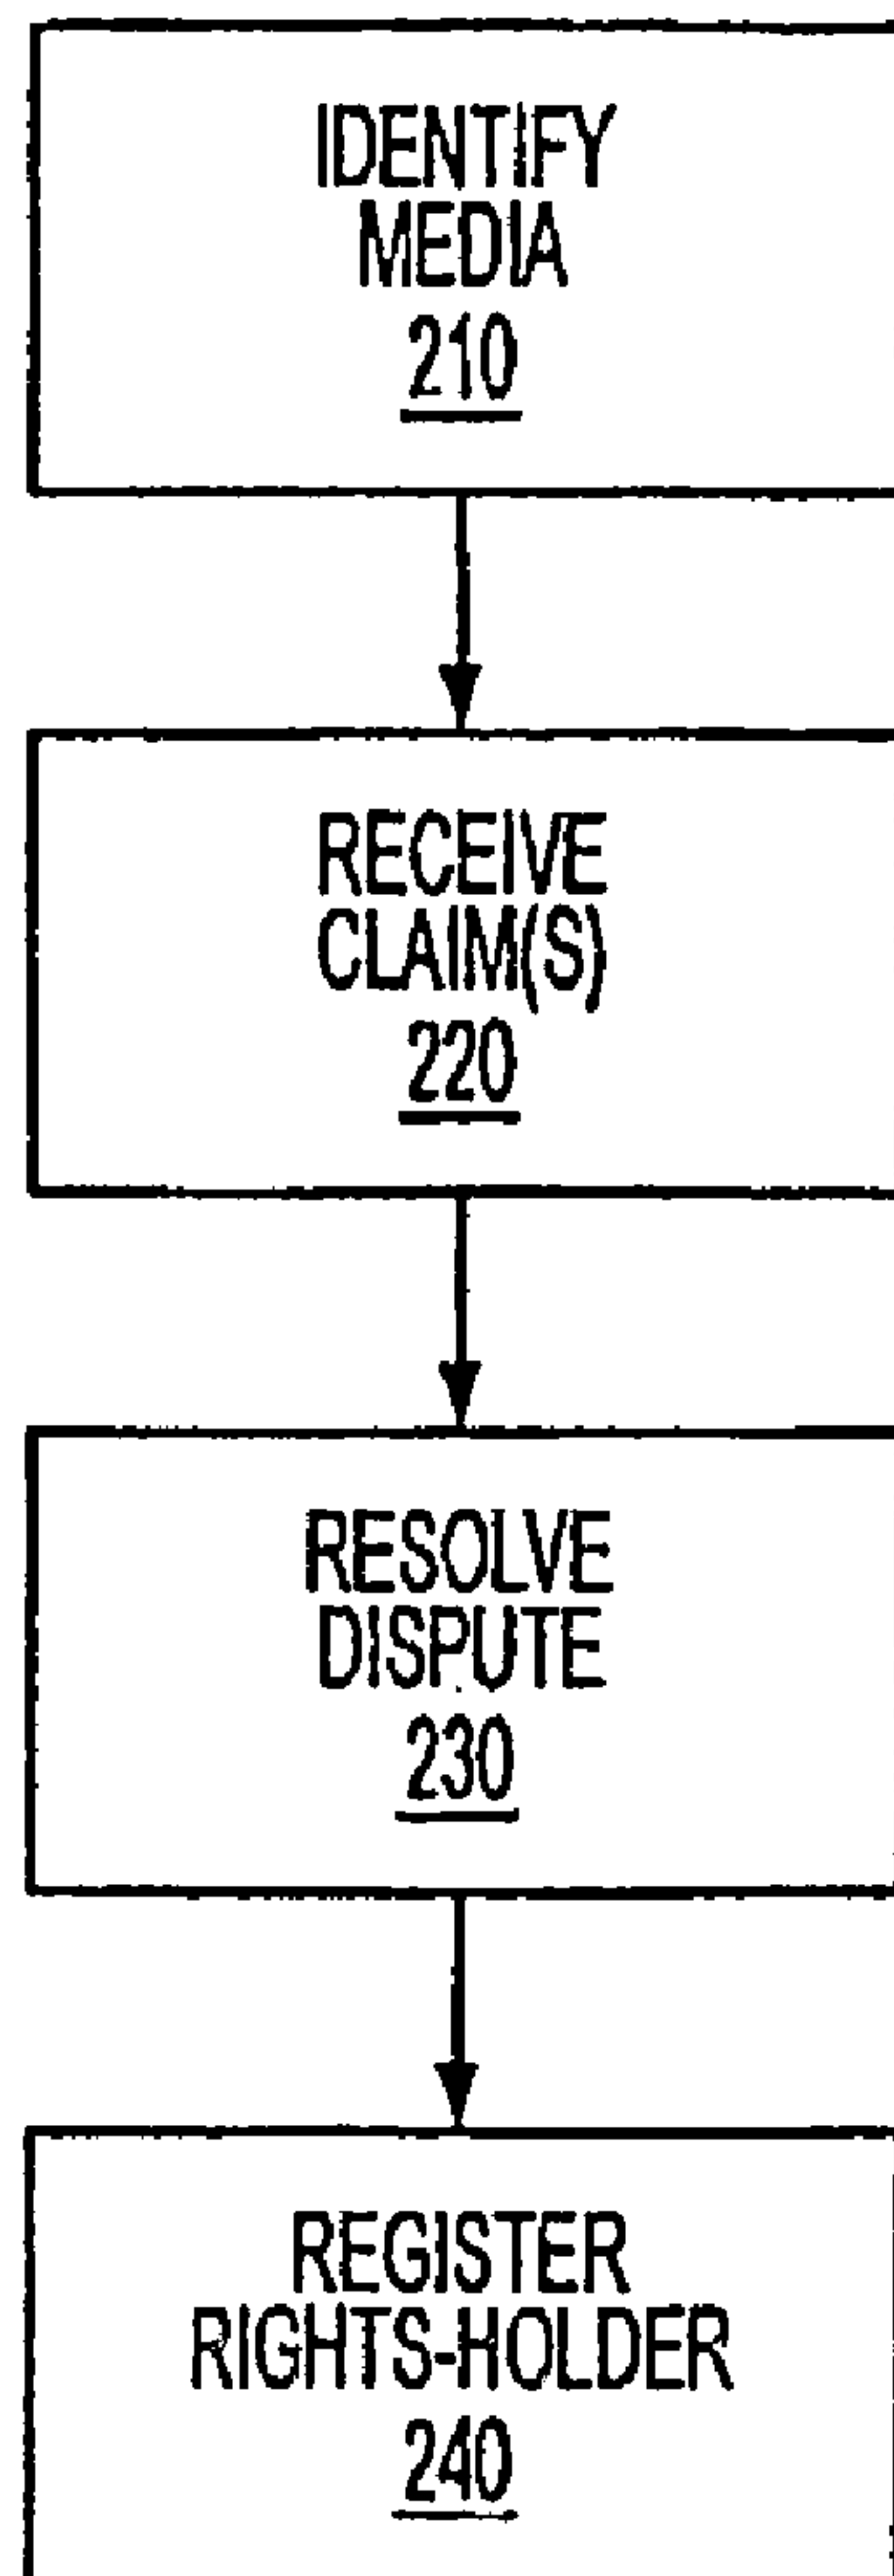 IDENTIFY
MEDIA
210
RECEIVE
CLAIM(S)
220
RESOLVE
DISPUTE
230
REGISTER
RIGHTS-HOLDER
240